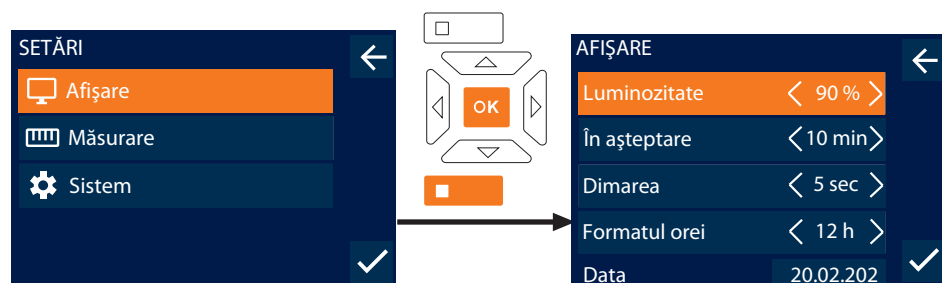 SETĂRI
Afişare
Măsurare
Sistem
OK
AFIŞARE
Luminozitate 90 %
În aşteptare 10 min
Dimarea 5 sec
Formatul orei 12 h
Data 20.02.202